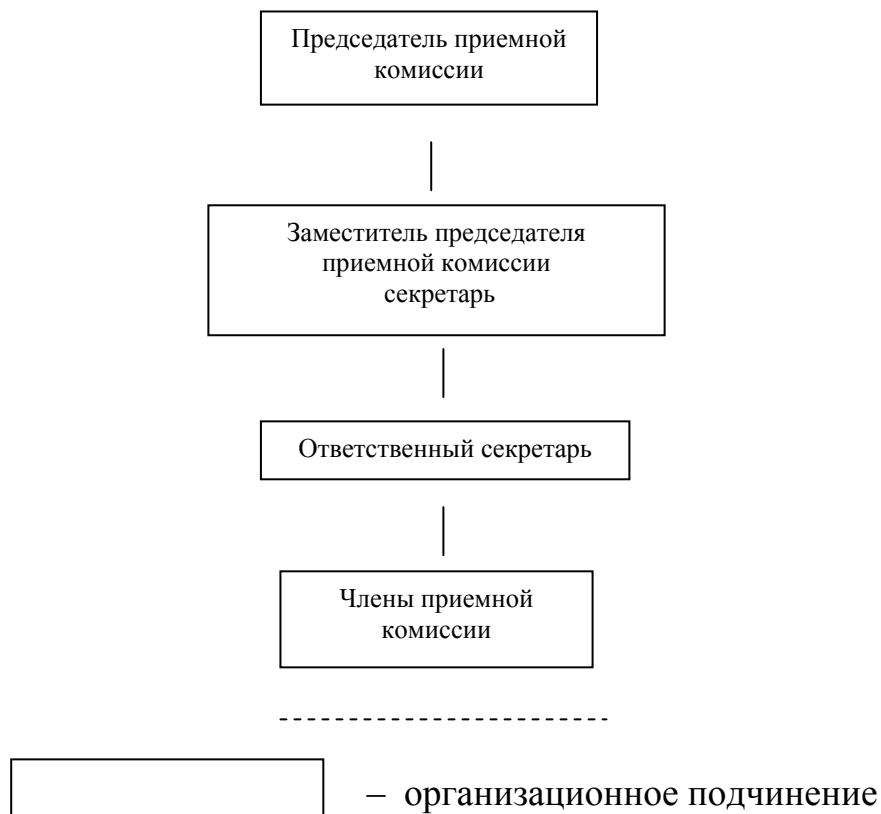 Председатель приемной
комиссии
Заместитель председателя
приемной комиссии
секретарь
Ответственный секретарь
Члены приемной
комиссии
– организационное подчинение